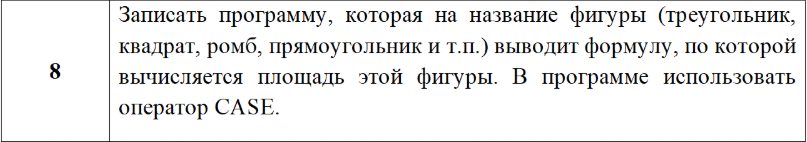 8
Записать программу, которая на название фигуры (треугольник,
квадрат, ромб, прямоугольник и т.п.) выводит формулу, по которой
вычисляется площадь этой фигуры. В программе использовать
оператор CASE.